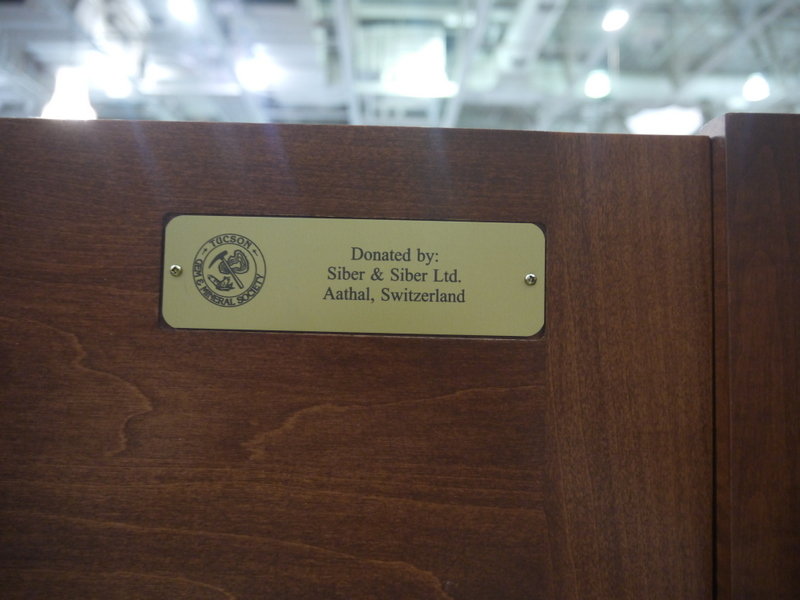 TUCSON
GEM & MINERAL SOCIETY
Donated by:
Siber & Siber Ltd.
Aathal, Switzerland